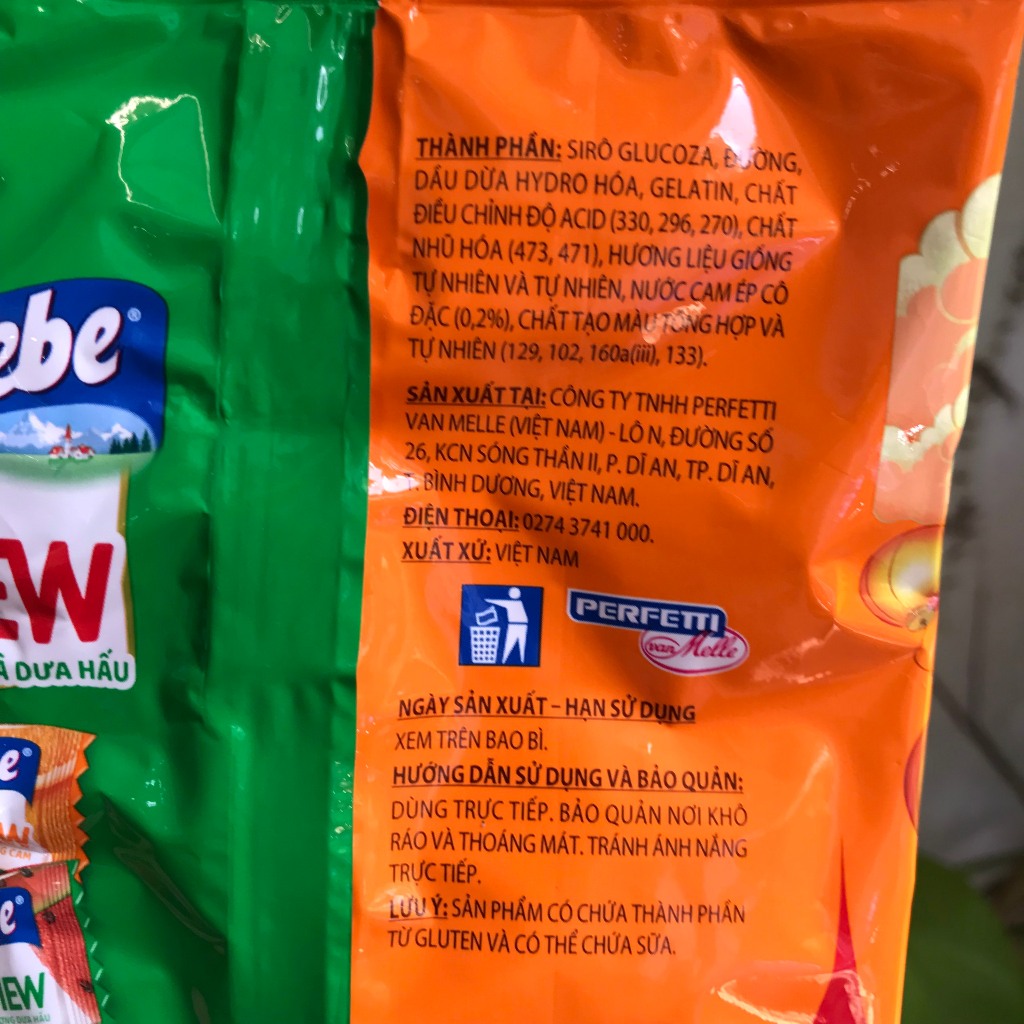 THÀNH PHẦN: SIRÔ GLUCOZA, ĐƯỜNG,
DẦU DỪA HYDRO HÓA, GELATIN, CHẤT
ĐIỀU CHỈNH ĐỘ ACID (330, 296, 270), CHẤT
NHŨ HÓA (473, 471), HƯƠNG LIỆU GIỐNG
TỰ NHIÊN VÀ TỰ NHIÊN, NƯỚC CAM ÉP CÔ
ĐẶC (0,2%), CHẤT TẠO MÀU TỔNG HỢP VÀ
TỰ NHIÊN (129, 102, 160a(iii), 133).
SẢN XUẤT TẠI: CÔNG TY TNHH PERFETTI
VAN MELLE (VIỆT NAM) - LÔ N, ĐƯỜNG SỐ
26, KCN SÓNG THẦN II, P. DĨ AN, TP. DĨ AN,
T. BÌNH DƯƠNG, VIỆT NAM.
ĐIỆN THOẠI: 0274 3741 000.
XUẤT XỨ: VIỆT NAM
PERFETTI
van Melle
NGÀY SẢN XUẤT – HẠN SỬ DỤNG
XEM TRÊN BAO BÌ.
HƯỚNG DẪN SỬ DỤNG VÀ BẢO QUẢN:
DÙNG TRỰC TIẾP. BẢO QUẢN NƠI KHÔ
RÁO VÀ THOÁNG MÁT. TRÁNH ÁNH NẮNG
TRỰC TIẾP.
LƯU Ý: SẢN PHẨM CÓ CHỨA THÀNH PHẦN
TỪ GLUTEN VÀ CÓ THỂ CHỨA SỮA.
ebe®
EW
DƯA HẤU
e®
CAM
e®
HEW
DƯA HẤU